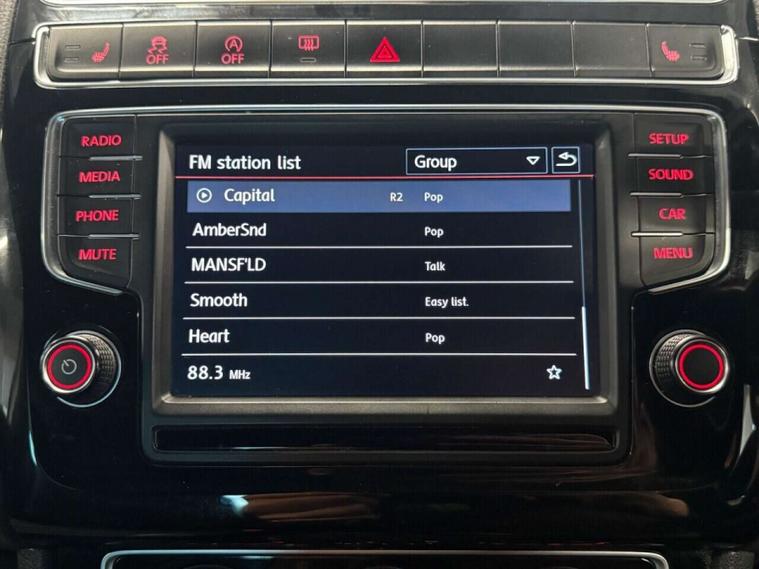 OFF OFF
RADIO
MEDIA
PHONE
MUTE
FM station list Group
Capital R2 Pop
AmberSnd Pop
MANSF'LD Talk
Smooth Easy list.
Heart Pop
88.3 MHz
SETUP
SOUND
CAR
MENU